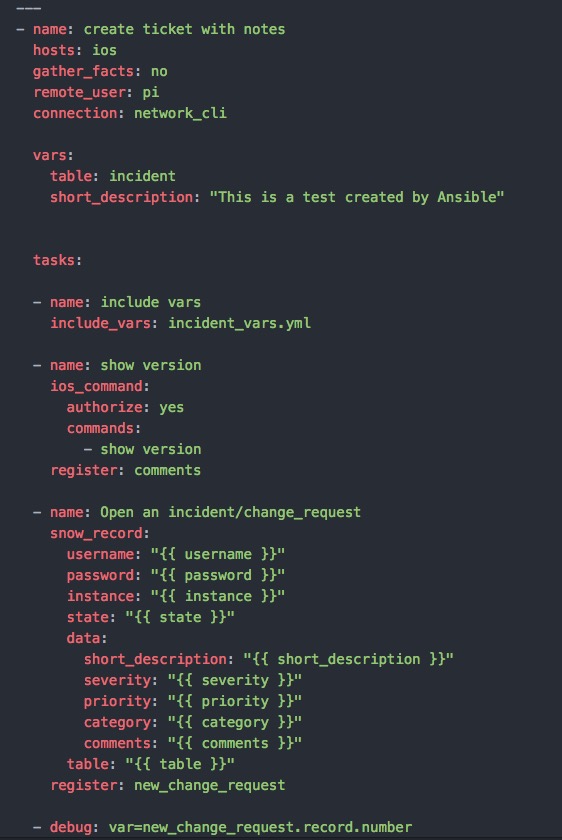 ---
- name: create ticket with notes
  hosts: ios
  gather_facts: no
  remote_user: pi
  connection: network_cli

  vars:
    table: incident
    short_description: "This is a test created by Ansible"


  tasks:

  - name: include vars
    include_vars: incident_vars.yml

  - name: show version
    ios_command:
      authorize: yes
      commands:
        - show version
    register: comments

  - name: Open an incident/change_request
    snow_record:
      username: "{{ username }}"
      password: "{{ password }}"
      instance: "{{ instance }}"
      state: "{{ state }}"
      data:
        short_description: "{{ short_description }}"
        severity: "{{ severity }}"
        priority: "{{ priority }}"
        category: "{{ category }}"
        comments: "{{ comments }}"
      table: "{{ table }}"
    register: new_change_request

  - debug: var=new_change_request.record.number